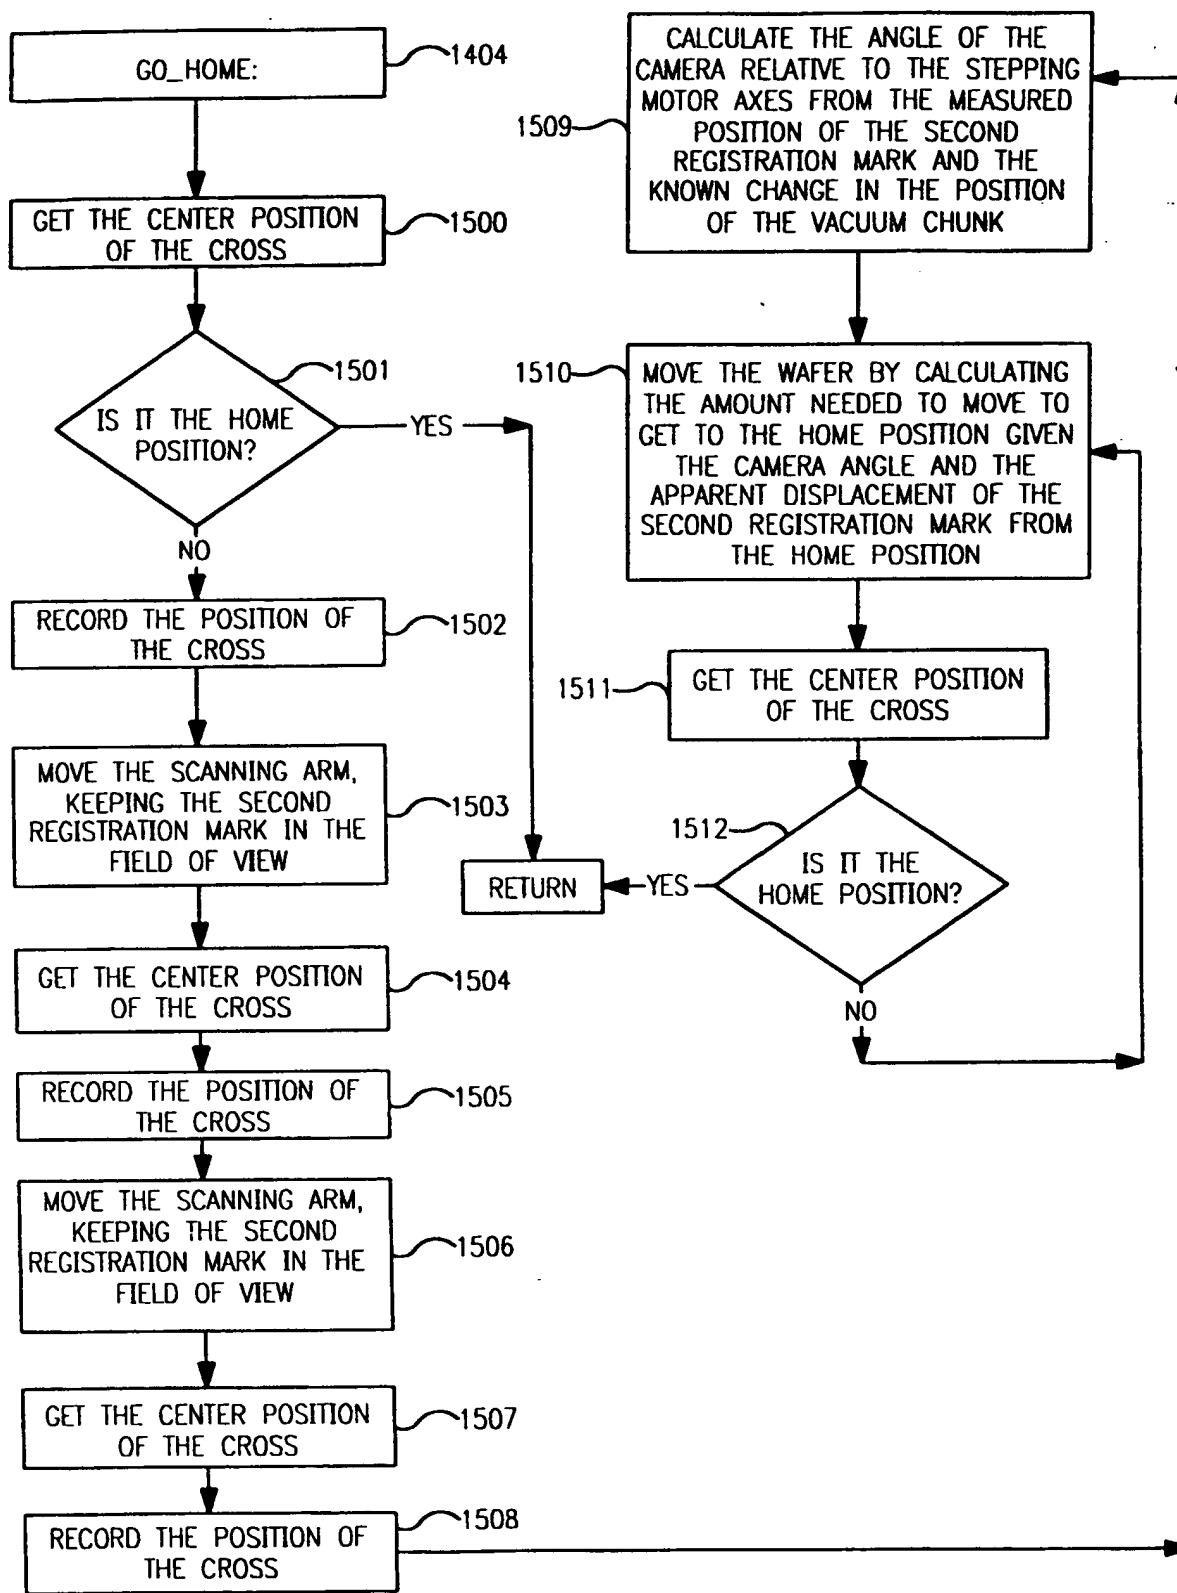 GO_HOME:
1404
GET THE CENTER POSITION
OF THE CROSS
1500
1501
IS IT THE HOME
POSITION?
YES
NO
RECORD THE POSITION OF
THE CROSS
1502
MOVE THE SCANNING ARM,
KEEPING THE SECOND
REGISTRATION MARK IN THE
FIELD OF VIEW
1503
GET THE CENTER POSITION
OF THE CROSS
1504
RECORD THE POSITION OF
THE CROSS
1505
MOVE THE SCANNING ARM,
KEEPING THE SECOND
REGISTRATION MARK IN THE
FIELD OF VIEW
1506
GET THE CENTER POSITION
OF THE CROSS
1507
RECORD THE POSITION OF
THE CROSS
1508
CALCULATE THE ANGLE OF THE
CAMERA RELATIVE TO THE STEPPING
MOTOR AXES FROM THE MEASURED
POSITION OF THE SECOND
REGISTRATION MARK AND THE
KNOWN CHANGE IN THE POSITION
OF THE VACUUM CHUNK
1509
1510
MOVE THE WAFER BY CALCULATING
THE AMOUNT NEEDED TO MOVE TO
GET TO THE HOME POSITION GIVEN
THE CAMERA ANGLE AND THE
APPARENT DISPLACEMENT OF THE
SECOND REGISTRATION MARK FROM
THE HOME POSITION
1511
GET THE CENTER POSITION
OF THE CROSS
1512
IS IT THE
HOME POSITION?
YES
RETURN
NO